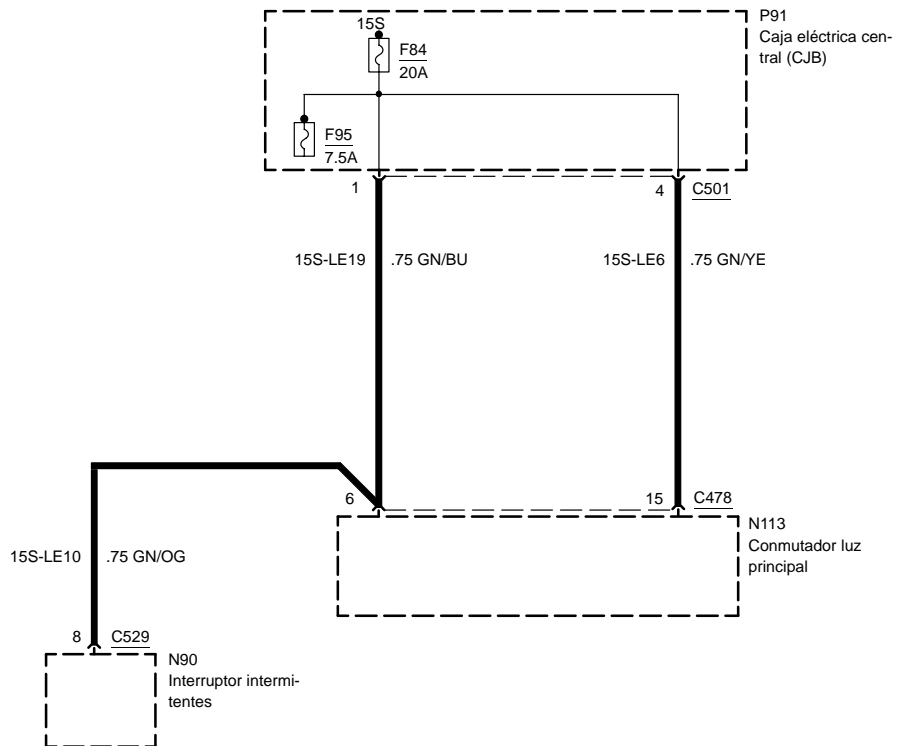 P91
Caja eléctrica cen-
tral (CJB)
15S
F84
20A
F95
7.5A
1
4
C501
15S-LE19
.75 GN/BU
15S-LE6
.75 GN/YE
6
15
C478
N113
Conmutador luz
principal
15S-LE10
.75 GN/OG
8
C529
N90
Interruptor intermi-
tentes